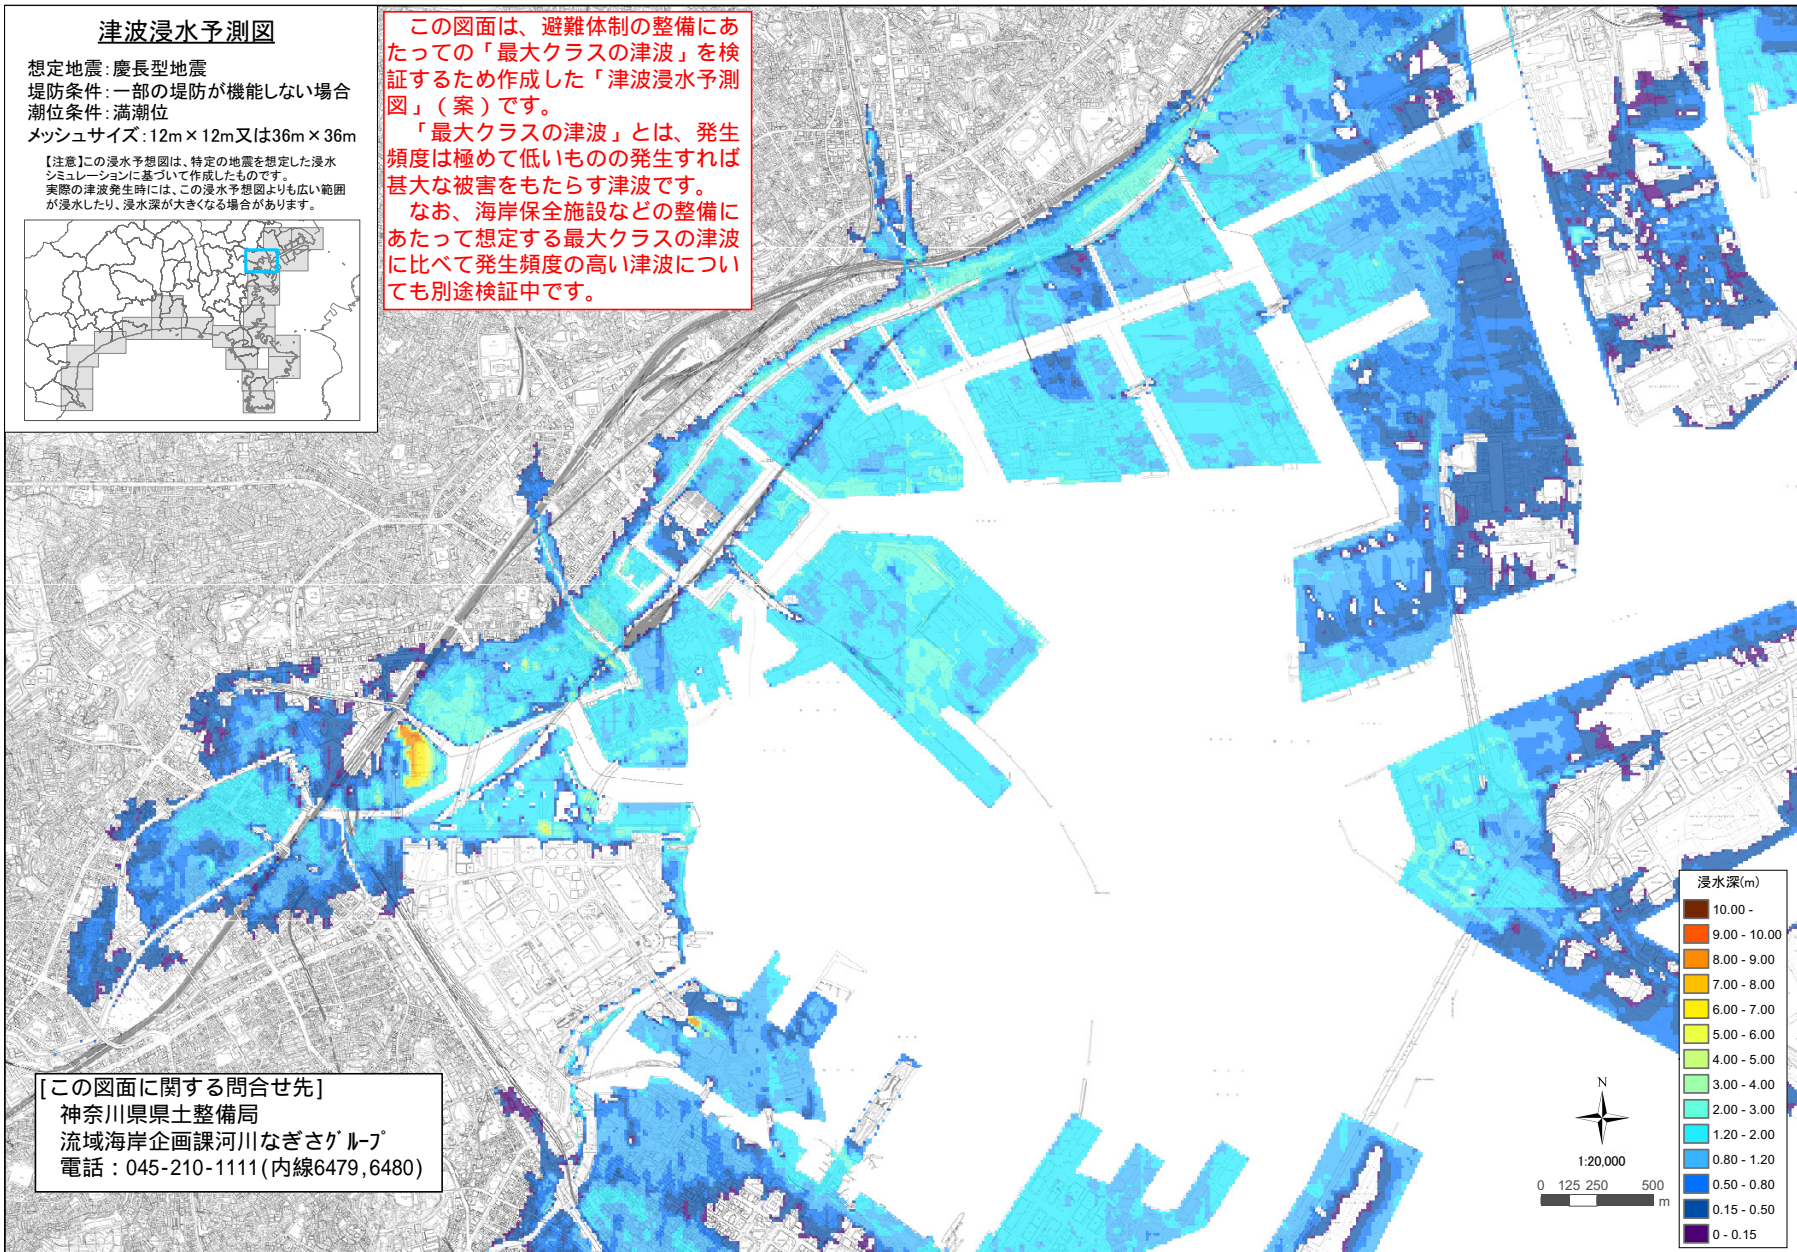 津波浸水予測図
想定地震:慶長型地震
堤防条件:一部の堤防が機能しない場合
潮位条件:満潮位
メッシュサイズ:12m×12m又は36m×36m
【注意】この浸水予想図は、特定の地震を想定した浸水
シミュレーションに基づいて作成したものです。
実際の津波発生時には、この浸水予想図よりも広い範囲
が浸水したり、浸水深が大きくなる場合があります。
この図面は、避難体制の整備にあ
たっての「最大クラスの津波」を検
証するため作成した「津波浸水予測
図」(案)です。
「最大クラスの津波」とは、発生
頻度は極めて低いものの発生すれば
甚大な被害をもたらす津波です。
なお、海岸保全施設などの整備に
あたって想定する最大クラスの津波
に比べて発生頻度の高い津波につい
ても別途検証中です。
[この図面に関する問合せ先]
神奈川県県土整備局
流域海岸企画課河川なぎさグループ
電話:045-210-1111(内線6479,6480)
浸水深(m)
10.00 -
9.00 - 10.00
8.00 - 9.00
7.00 - 8.00
6.00 - 7.00
5.00 - 6.00
4.00 - 5.00
3.00 - 4.00
2.00 - 3.00
1.20 - 2.00
0.80 - 1.20
0.50 - 0.80
0.15 - 0.50
0 - 0.15
N
1:20,000
0 125 250 500
m